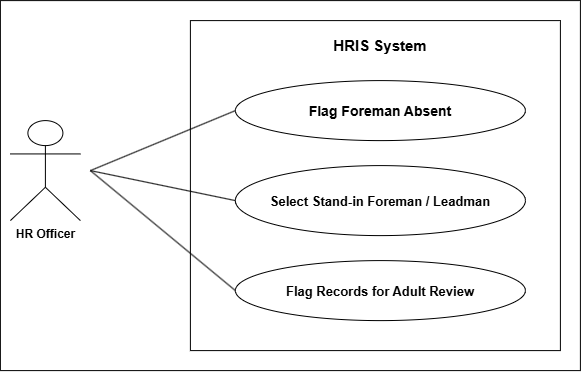 HRIS System
Flag Foreman Absent
Select Stand-in Foreman / Leadman
HR Officer
Flag Records for Adult Review